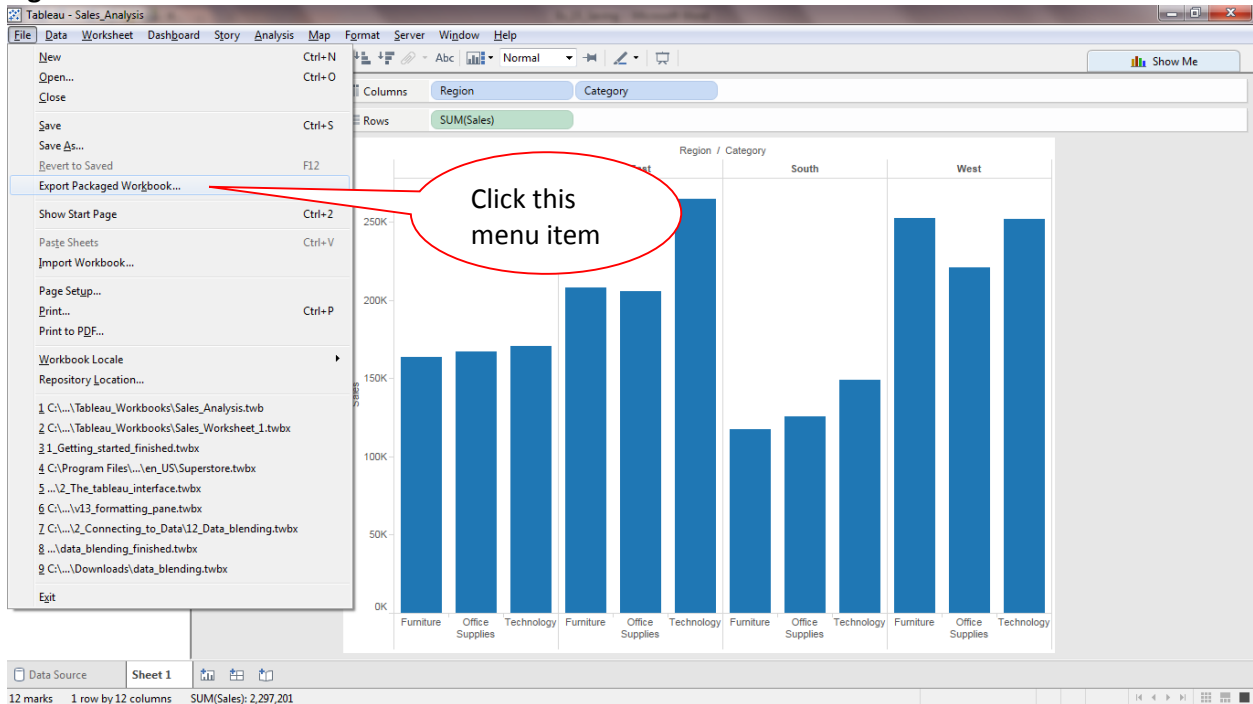 Tableau - Sales_Analysis
File Data Worksheet Dashboard Story Analysis Map Format Server Window Help
New Ctrl+N
Open... Ctrl+O
Close
Save Ctrl+S
Save As...
Revert to Saved F12
Export Packaged Workbook...
Show Start Page Ctrl+2
Paste Sheets Ctrl+V
Import Workbook...
Page Setup...
Print... Ctrl+P
Print to PDF...
Workbook Locale
Repository Location...
1 C:\...\Tableau_Workbooks\Sales_Analysis.twb
2 C:\...\Tableau_Workbooks\Sales_Worksheet_1.twbx
3 1_Getting_started_finished.twbx
4 C:\Program Files\...\en_US\Superstore.twbx
5 ...\2_The_tableau_interface.twbx
6 C:\...\v13_formatting_pane.twbx
7 C:\...\2_Connecting_to_Data\12_Data_blending.twbx
8 ...\data_blending_finished.twbx
9 C:\...\Downloads\data_blending.twbx
Exit
Abc Normal
Show Me
Columns Region Category
Rows SUM(Sales)
Region / Category
South West
Click this
menu item
250K
200K
150K
Sales
100K
50K
0K
Furniture Office Supplies Technology Furniture Office Supplies Technology Furniture Office Supplies Technology Furniture Office Supplies Technology
Data Source Sheet 1
12 marks 1 row by 12 columns SUM(Sales): 2,297,201